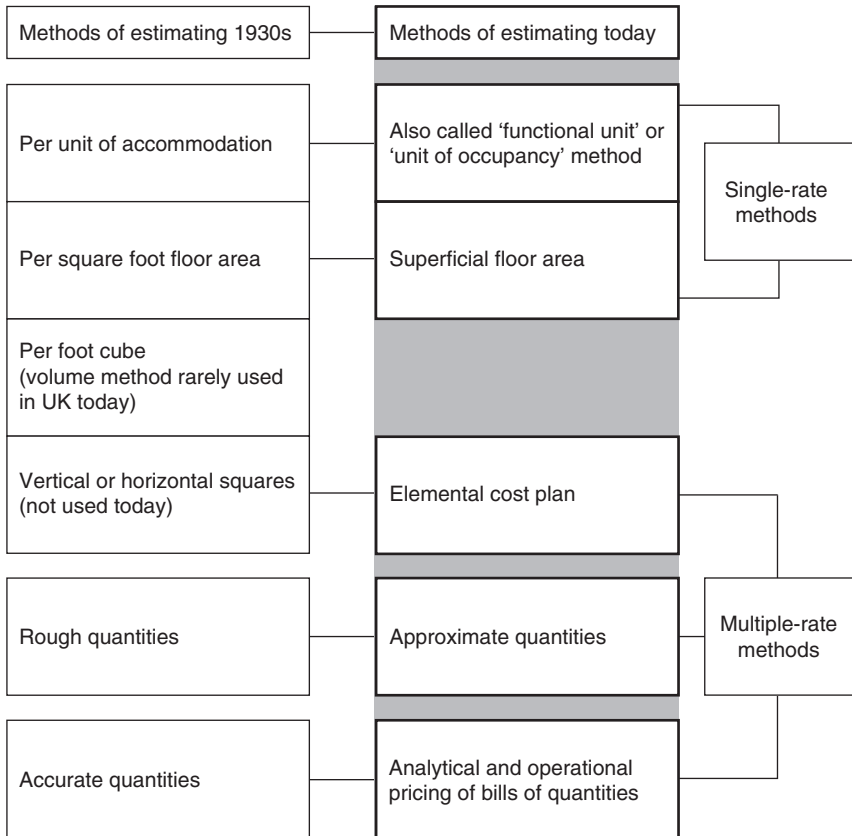 Methods of estimating 1930s
Methods of estimating today
Per unit of accommodation
Also called ‘functional unit’ or
‘unit of occupancy’ method
Single-rate
methods
Per square foot floor area
Superficial floor area
Per foot cube
(volume method rarely used
in UK today)
Vertical or horizontal squares
(not used today)
Elemental cost plan
Rough quantities
Approximate quantities
Multiple-rate
methods
Accurate quantities
Analytical and operational
pricing of bills of quantities